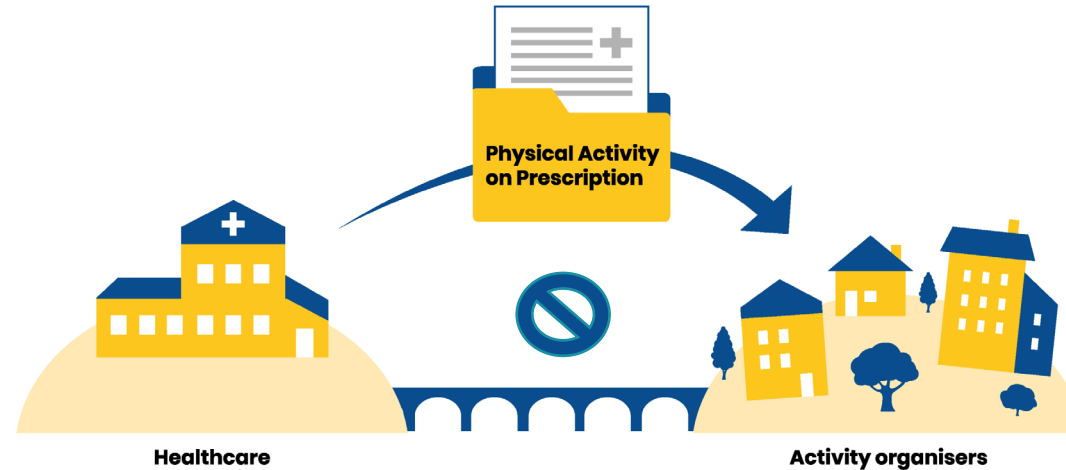 Physical Activity
on Prescription
Healthcare
Activity organisers